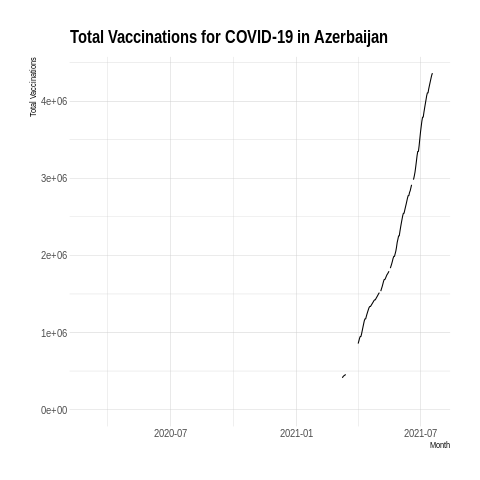 Total Vaccinations for COVID-19 in Azerbaijan
Total Vaccinations
4e+06
3e+06
2e+06
1e+06
0e+00
2020-07
2021-01
2021-07
Month